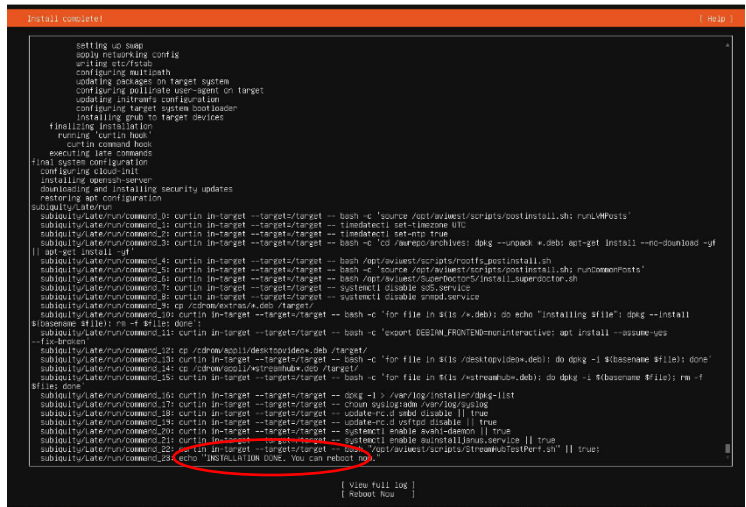 Install complete!
[ Help ]
setting up swap
apply networking config
writing etc/fstab
configuring multipath
updating packages on target system
configuring pollinate user-agent on target
updating initramfs configuration
configuring target system bootloader
installing grub to target devices
finalizing installation
running 'curtin hook'
curtin command hook
executing late commands
final system configuration
configuring cloud-init
installing openssh-server
downloading and installing security updates
restoring apt configuration
subiquity/Late/run
subiquity/Late/run/command_0: curtin in-target --target=/target -- bash -c 'source /opt/aviwest/scripts/postinstall.sh; runLVMPosts'
subiquity/Late/run/command_1: curtin in-target --target=/target -- timedatectl set-timezone UTC
subiquity/Late/run/command_2: curtin in-target --target=/target -- timedatectl set-ntp true
subiquity/Late/run/command_3: curtin in-target --target=/target -- bash -c 'cd /awrepo/archives; dpkg --unpack *.deb; apt-get install --no-download -yf
|| apt-get install -yf'
subiquity/Late/run/command_4: curtin in-target --target=/target -- bash /opt/aviwest/scripts/rootfs_postinstall.sh
subiquity/Late/run/command_5: curtin in-target --target=/target -- bash -c 'source /opt/aviwest/scripts/postinstall.sh; runCommonPosts'
subiquity/Late/run/command_6: curtin in-target --target=/target -- bash /opt/aviwest/SuperDoctor5/install_superdoctor.sh
subiquity/Late/run/command_7: curtin in-target --target=/target -- systemctl disable sd5.service
subiquity/Late/run/command_8: curtin in-target --target=/target -- systemctl disable snmpd.service
subiquity/Late/run/command_9: cp /cdrom/extras/*.deb /target/
subiquity/Late/run/command_10: curtin in-target --target=/target -- bash -c 'for file in $(ls /*.deb); do echo "installing $file"; dpkg --install
$(basename $file); rm -f $file; done'
subiquity/Late/run/command_11: curtin in-target --target=/target -- bash -c 'export DEBIAN_FRONTEND=noninteractive; apt install --assume-yes
--fix-broken'
subiquity/Late/run/command_12: cp /cdrom/appli/desktopvideo*.deb /target/
subiquity/Late/run/command_13: curtin in-target --target=/target -- bash -c 'for file in $(ls /desktopvideo*.deb); do dpkg -i $(basename $file); done'
subiquity/Late/run/command_14: cp /cdrom/appli/*streamhub*.deb /target/
subiquity/Late/run/command_15: curtin in-target --target=/target -- bash -c 'for file in $(ls /*streamhub*.deb); do dpkg -i $(basename $file); rm -f
$file; done'
subiquity/Late/run/command_16: curtin in-target --target=/target -- dpkg -l > /var/log/installer/dpkg-list
subiquity/Late/run/command_17: curtin in-target --target=/target -- chown syslog:adm /var/log/syslog
subiquity/Late/run/command_18: curtin in-target --target=/target -- update-rc.d smbd disable || true
subiquity/Late/run/command_19: curtin in-target --target=/target -- update-rc.d vsftpd disable || true
subiquity/Late/run/command_20: curtin in-target --target=/target -- systemctl enable avahi-daemon || true
subiquity/Late/run/command_21: curtin in-target --target=/target -- systemctl enable awinstalljanus.service || true
subiquity/Late/run/command_22: curtin in-target --target=/target -- bash "/opt/aviwest/scripts/StreamHubTestPerf.sh" || true;
subiquity/Late/run/command_23: echo "INSTALLATION DONE. You can reboot now."
[ View full log ]
[ Reboot Now ]